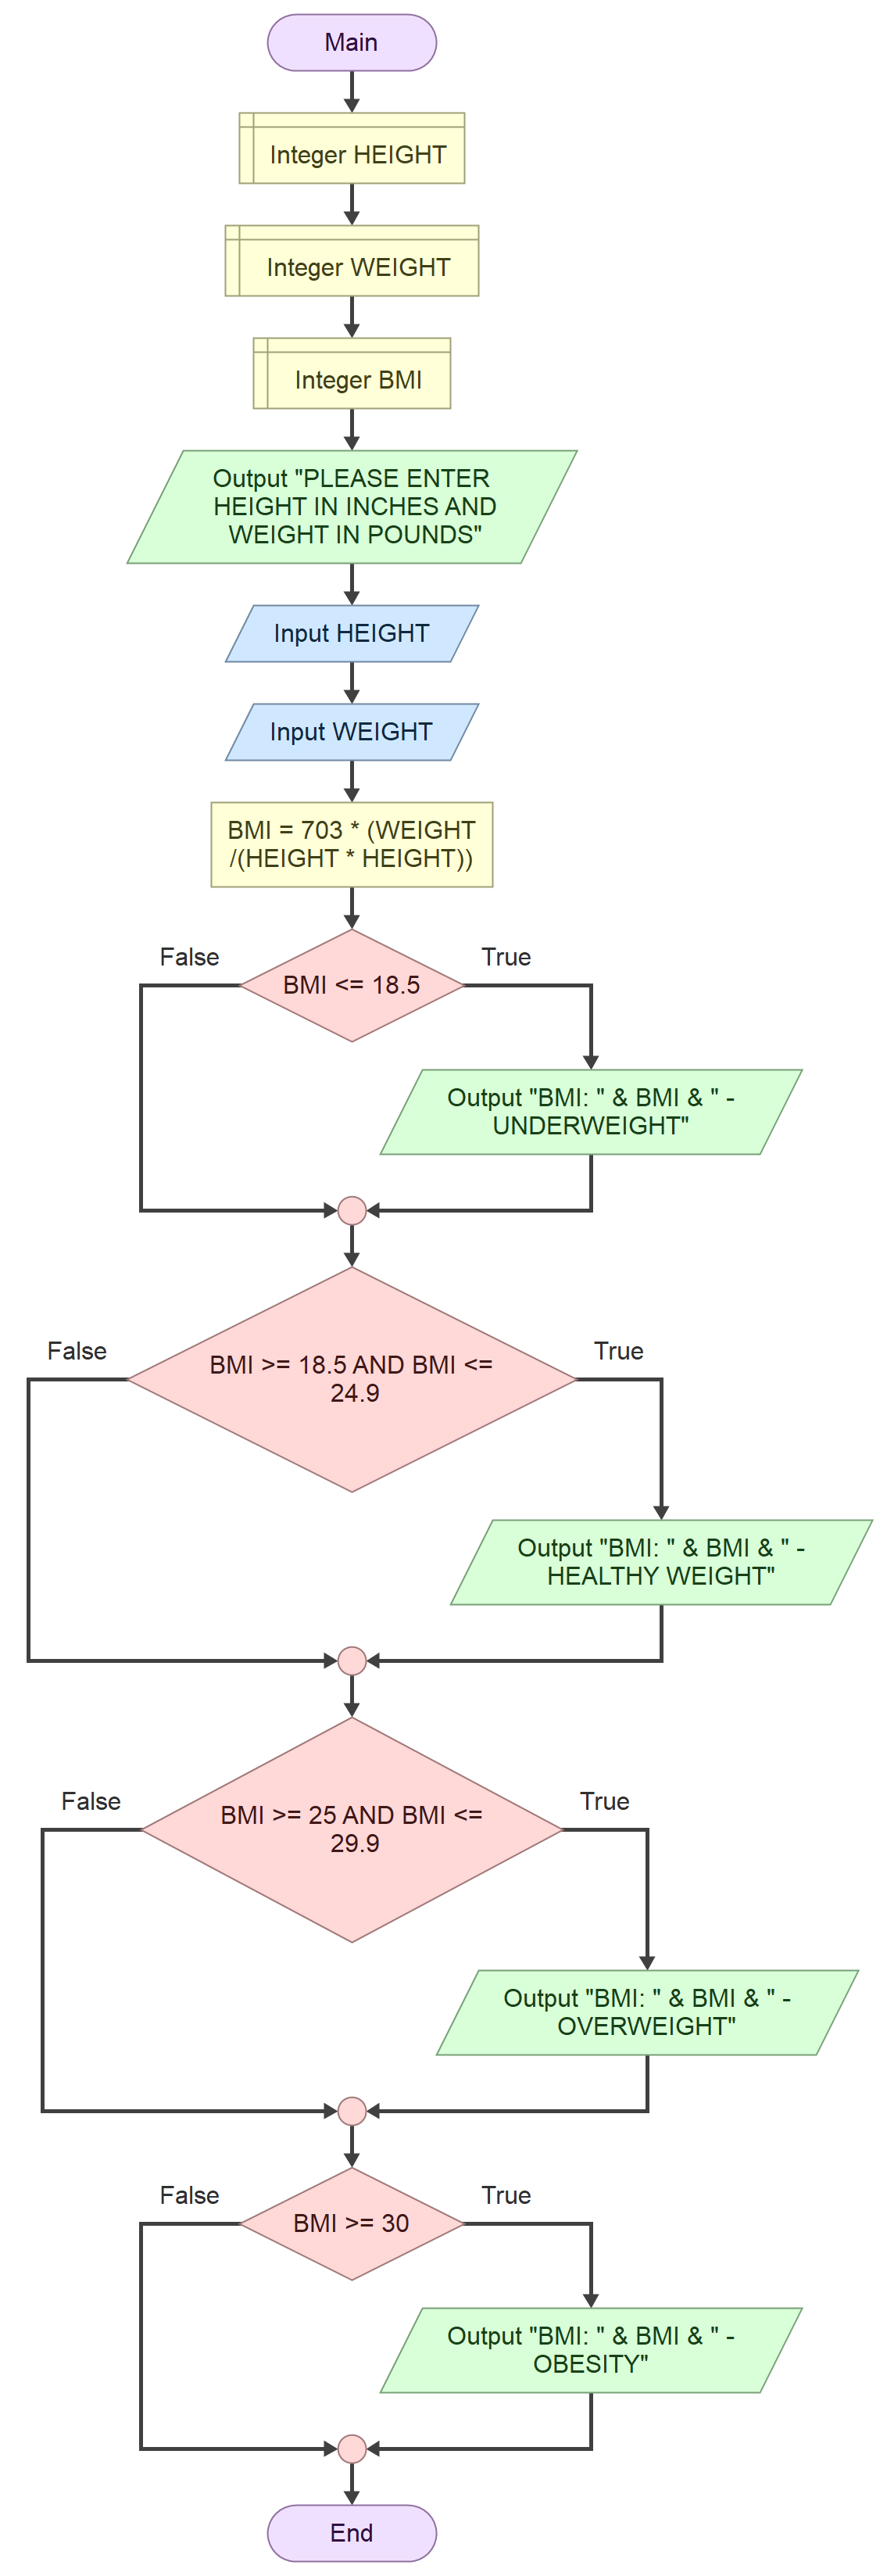 Main
Integer HEIGHT
Integer WEIGHT
Integer BMI
Output "PLEASE ENTER
HEIGHT IN INCHES AND
WEIGHT IN POUNDS"
Input HEIGHT
Input WEIGHT
BMI = 703 * (WEIGHT
/(HEIGHT * HEIGHT))
False
True
BMI <= 18.5
Output "BMI: " & BMI & " -
UNDERWEIGHT"
False
True
BMI >= 18.5 AND BMI <=
24.9
Output "BMI: " & BMI & " -
HEALTHY WEIGHT"
False
True
BMI >= 25 AND BMI <=
29.9
Output "BMI: " & BMI & " -
OVERWEIGHT"
False
True
BMI >= 30
Output "BMI: " & BMI & " -
OBESITY"
End